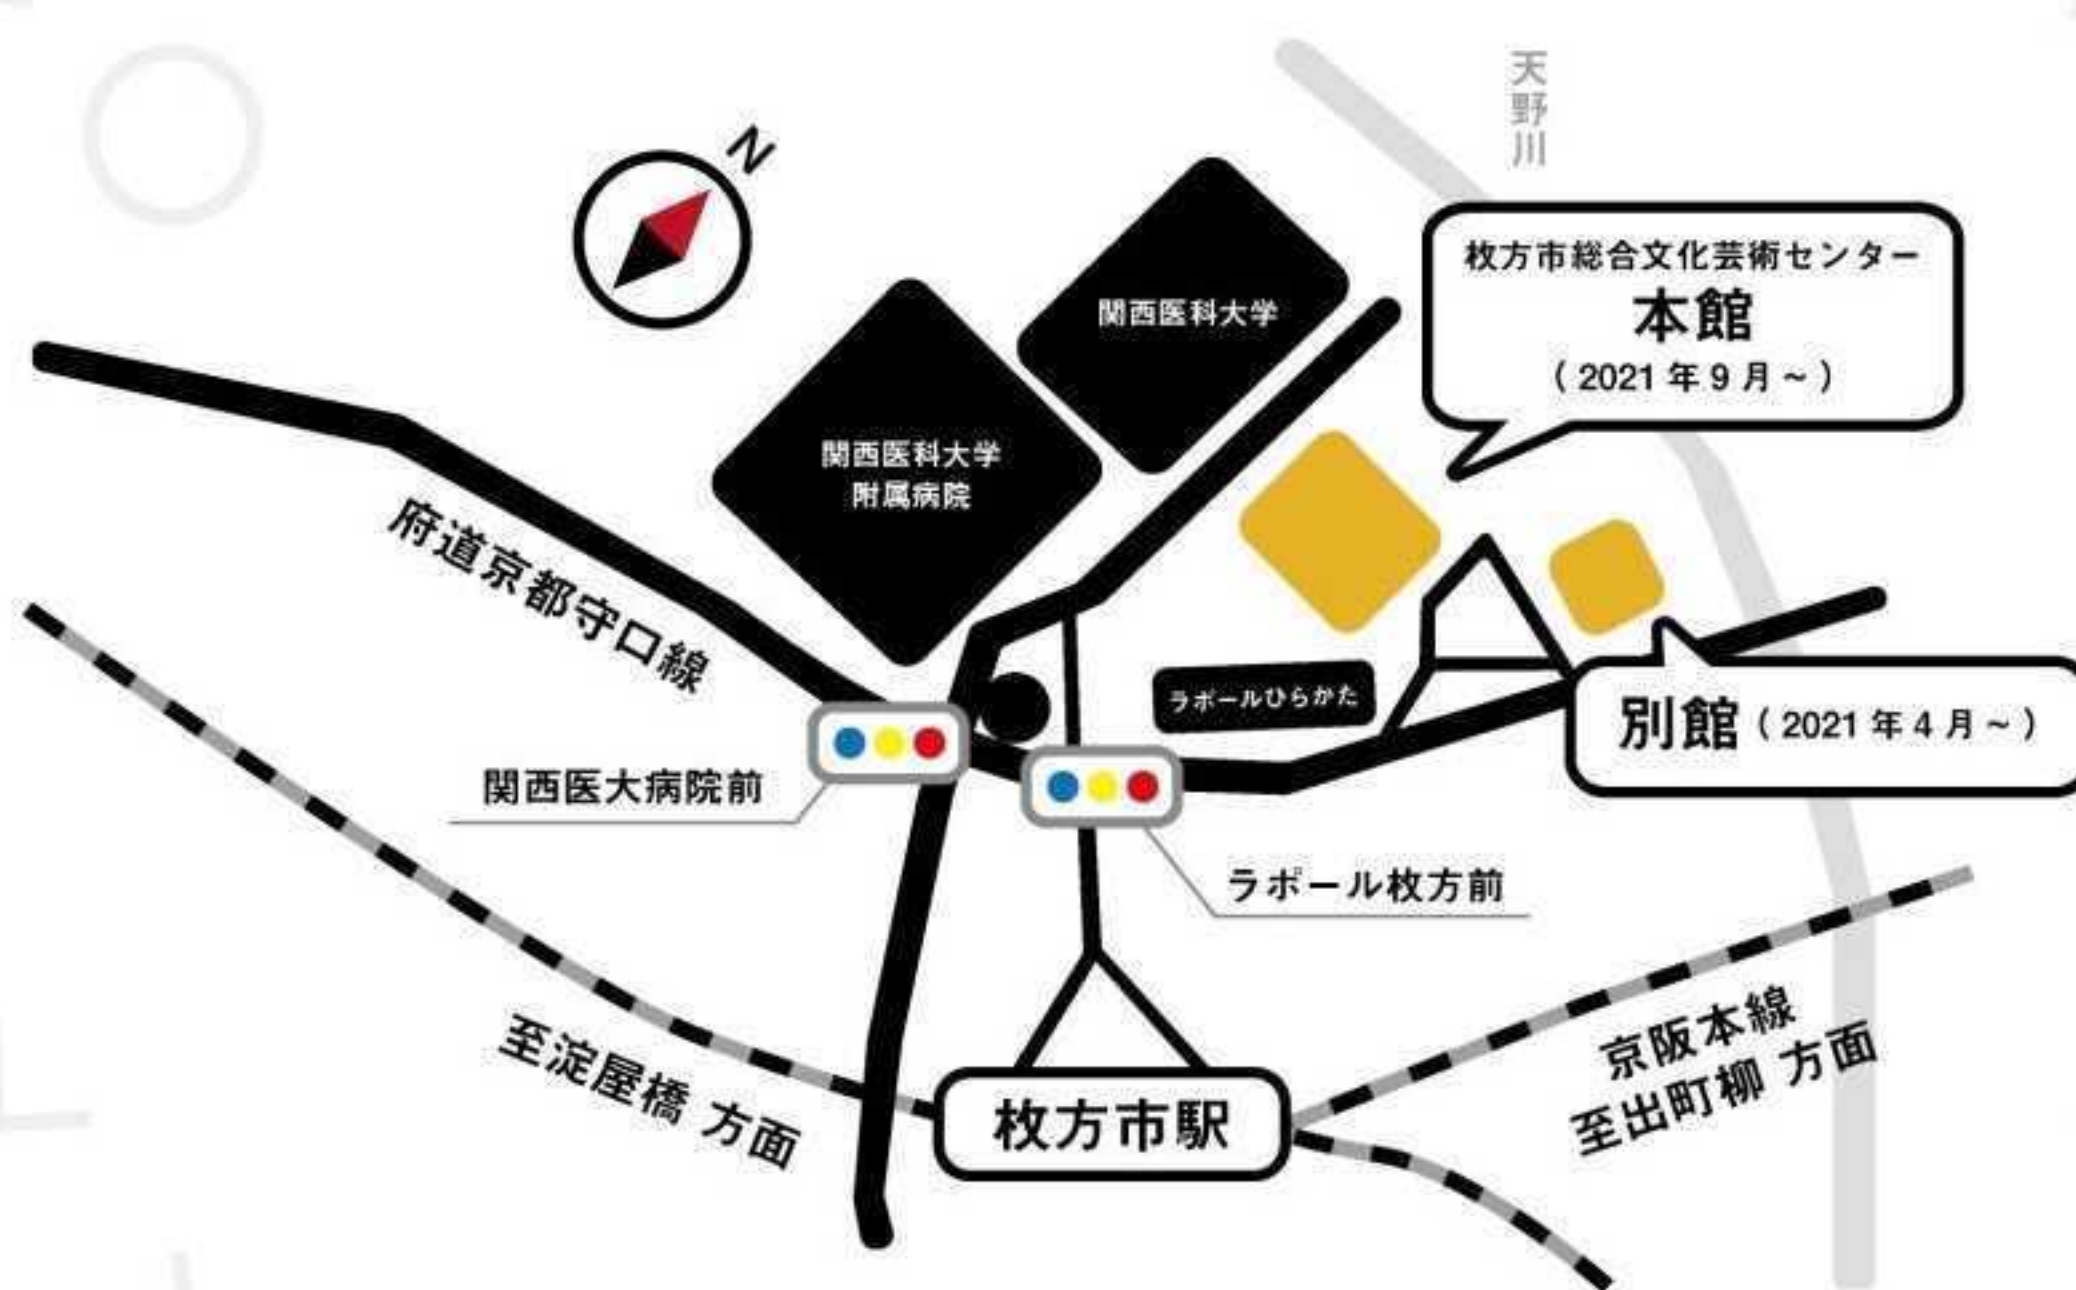 天野川
N
枚方市総合文化芸術センター
本館
（2021年9月～）
関西医科大学
関西医科大学
附属病院
府道京都守口線
ラポールひらかた
別館（2021年4月～）
関西医大病院前
ラポール枚方前
至淀屋橋 方面
枚方市駅
京阪本線
至出町柳 方面